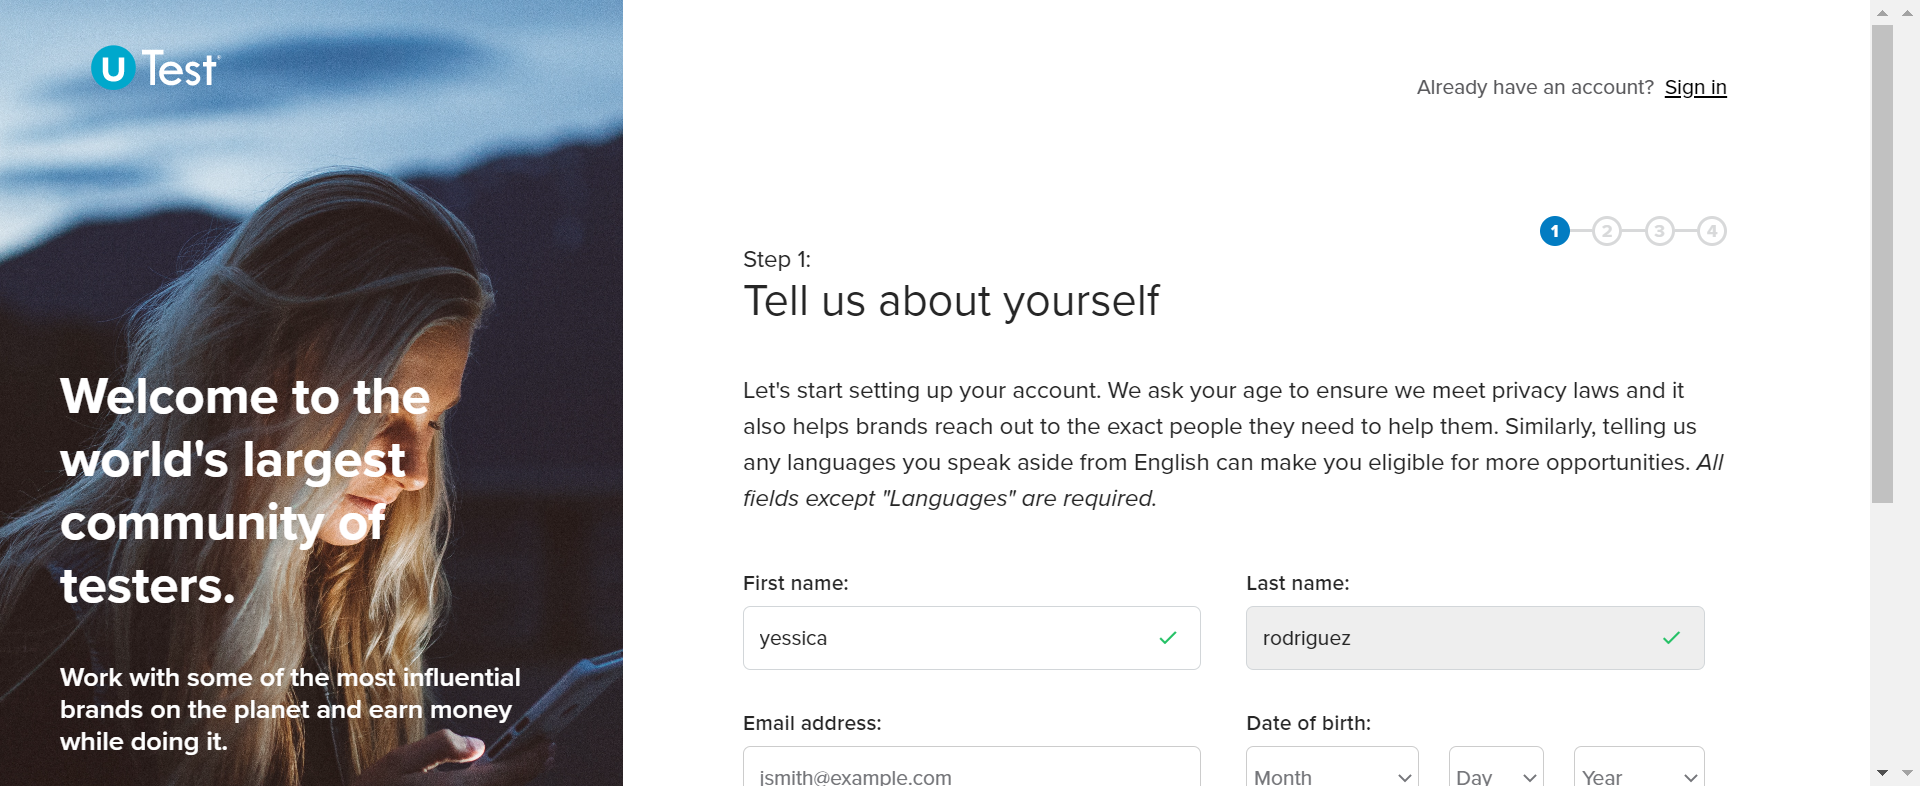 u Test
Already have an account? Sign in
1 2 3 4
Step 1:
Tell us about yourself
Let's start setting up your account. We ask your age to ensure we meet privacy laws and it
also helps brands reach out to the exact people they need to help them. Similarly, telling us
any languages you speak aside from English can make you eligible for more opportunities. All
fields except "Languages" are required.
Welcome to the
world's largest
community of
testers.
Work with some of the most influential
brands on the planet and earn money
while doing it.
First name: Last name:
yessica rodriguez
Email address: Date of birth:
jsmith@example.com Month Day Year